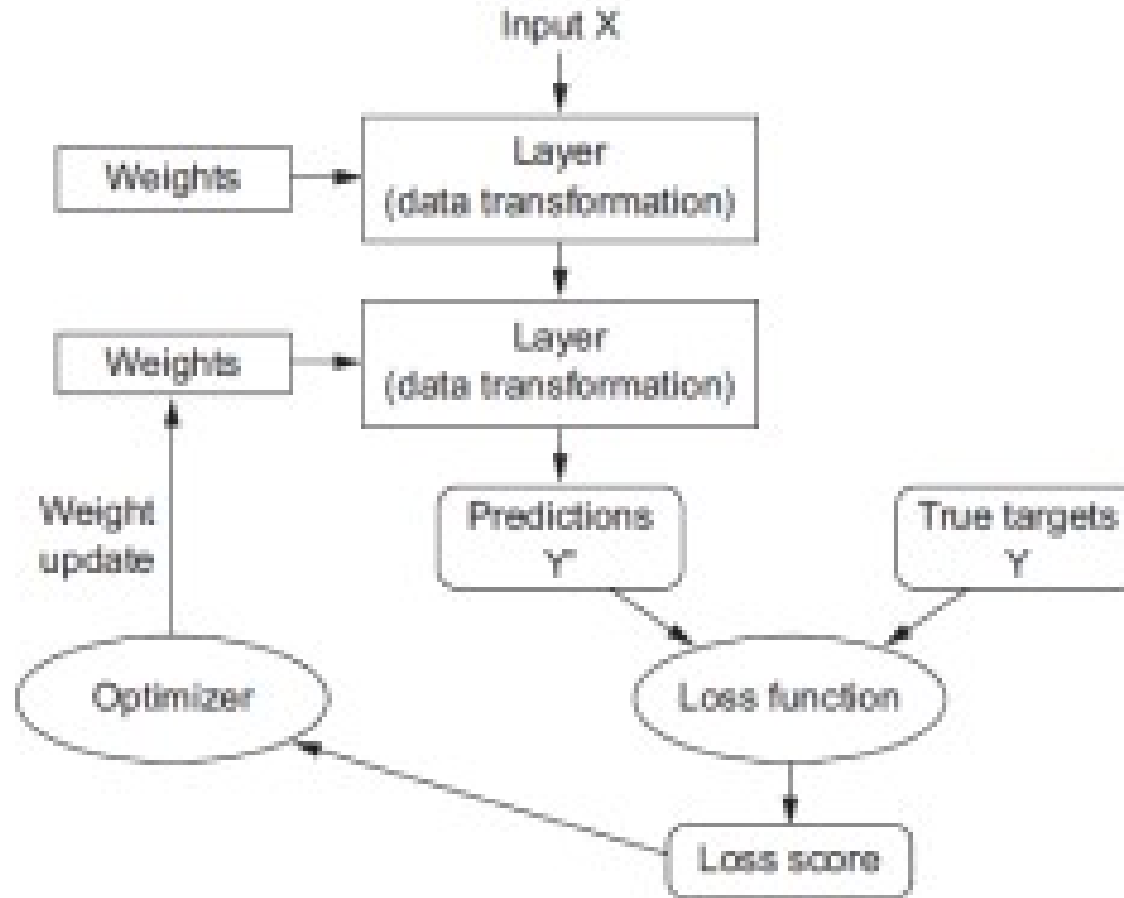 Input X
Layer
(data transformation)
Weights
Layer
(data transformation)
Weights
Weight
update
Predictions
Y'
True targets
Y
Optimizer
Loss function
Loss score